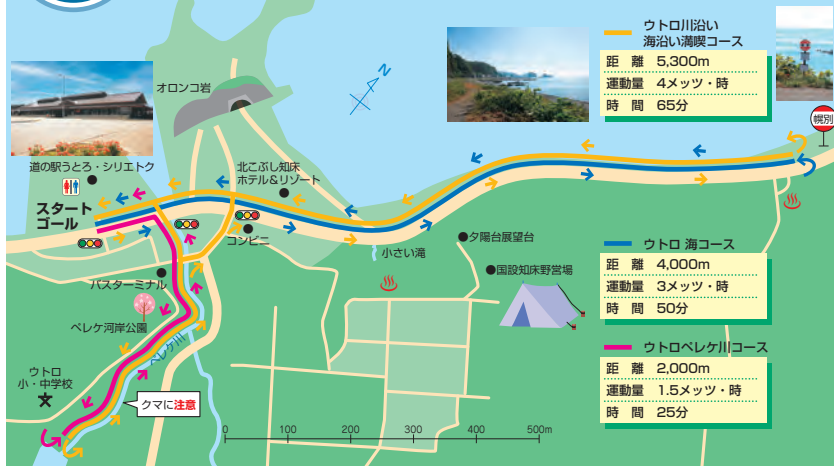 ウトロ川沿い
海沿い満喫コース
距 離 5,300m
運動量 4メッツ・時
時 間 65分
幌別
N
オロンコ岩
道の駅うとろ・シリエトク
北こぶし知床
ホテル&リゾート
スタート
ゴール
コンビニ
小さい滝
夕陽台展望台
国設知床野営場
バスターミナル
ペレケ河岸公園
ペレケ川
ウトロ
小・中学校
クマに注意
ウトロ 海コース
距 離 4,000m
運動量 3メッツ・時
時 間 50分
ウトロペレケ川コース
距 離 2,000m
運動量 1.5メッツ・時
時 間 25分
0 100 200 300 400 500m